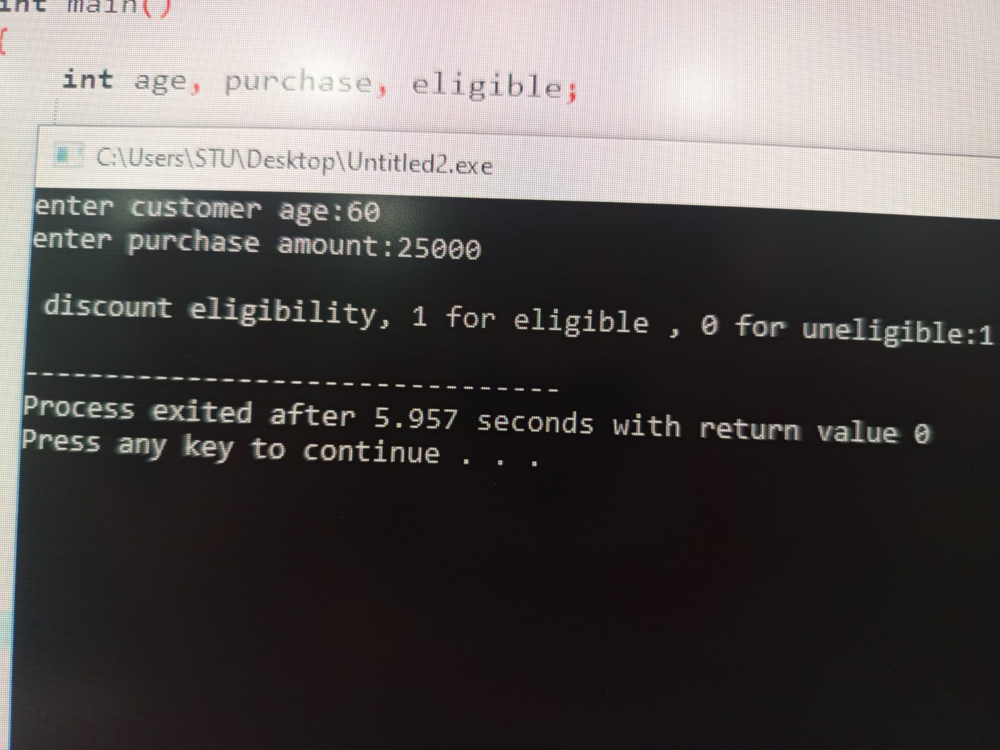 int main()
{
int age, purchase, eligible;
C:\Users\STU\Desktop\Untitled2.exe
enter customer age:60
enter purchase amount:25000
discount eligibility, 1 for eligible , 0 for uneligible:1
--------------------------------
Process exited after 5.957 seconds with return value 0
Press any key to continue . . .